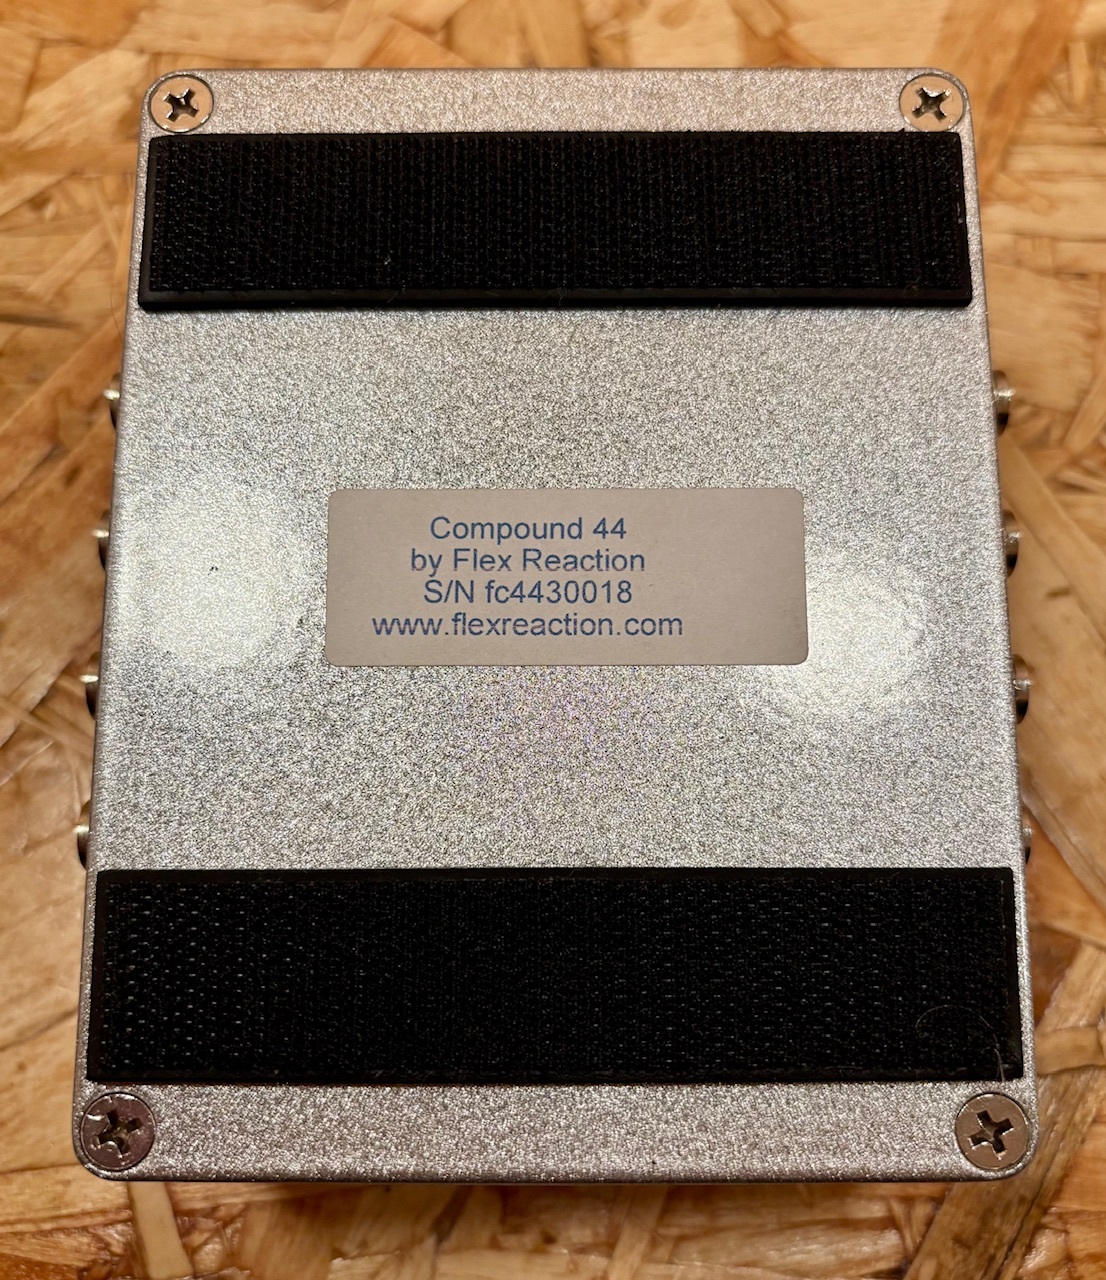 Compound 44
by Flex Reaction
S/N fc4430018
www.flexreaction.com